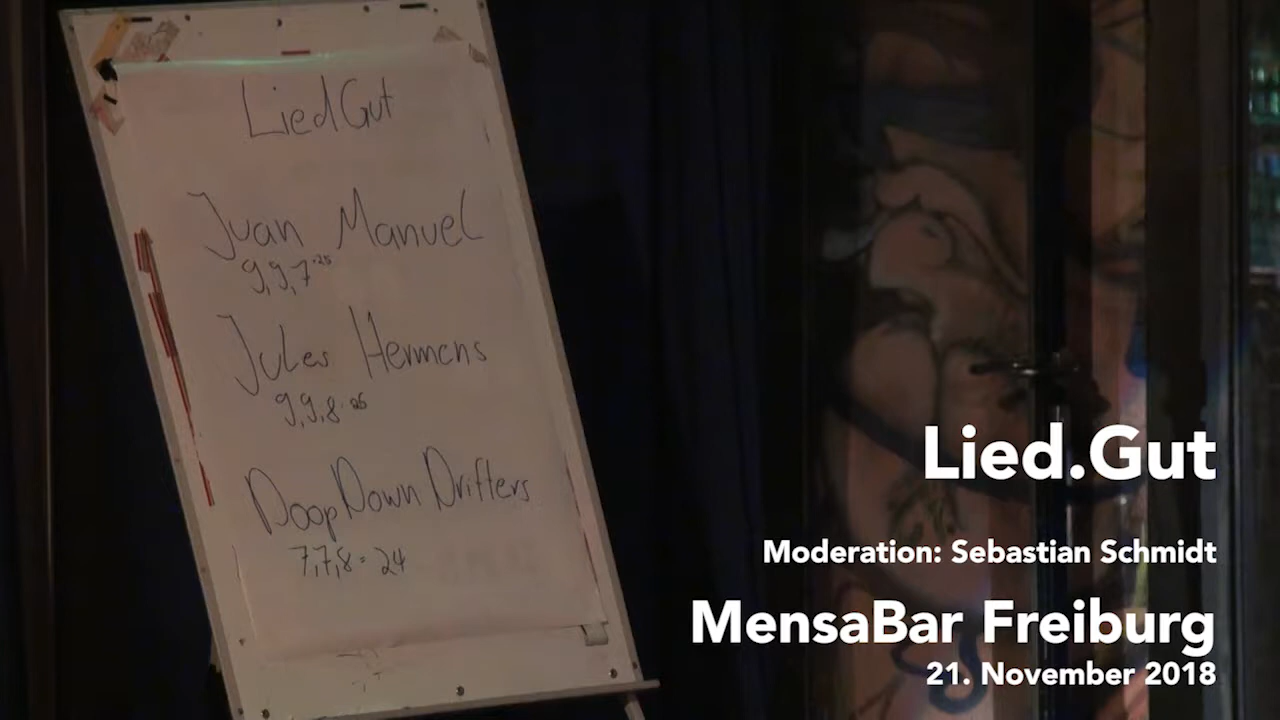 LiedGut
Juan Manuel
9,9,7=25
Jules Hermens
9,9,8=26
DoopDown Drifters
7,7,8=24
Lied.Gut
Moderation: Sebastian Schmidt
MensaBar Freiburg
21. November 2018